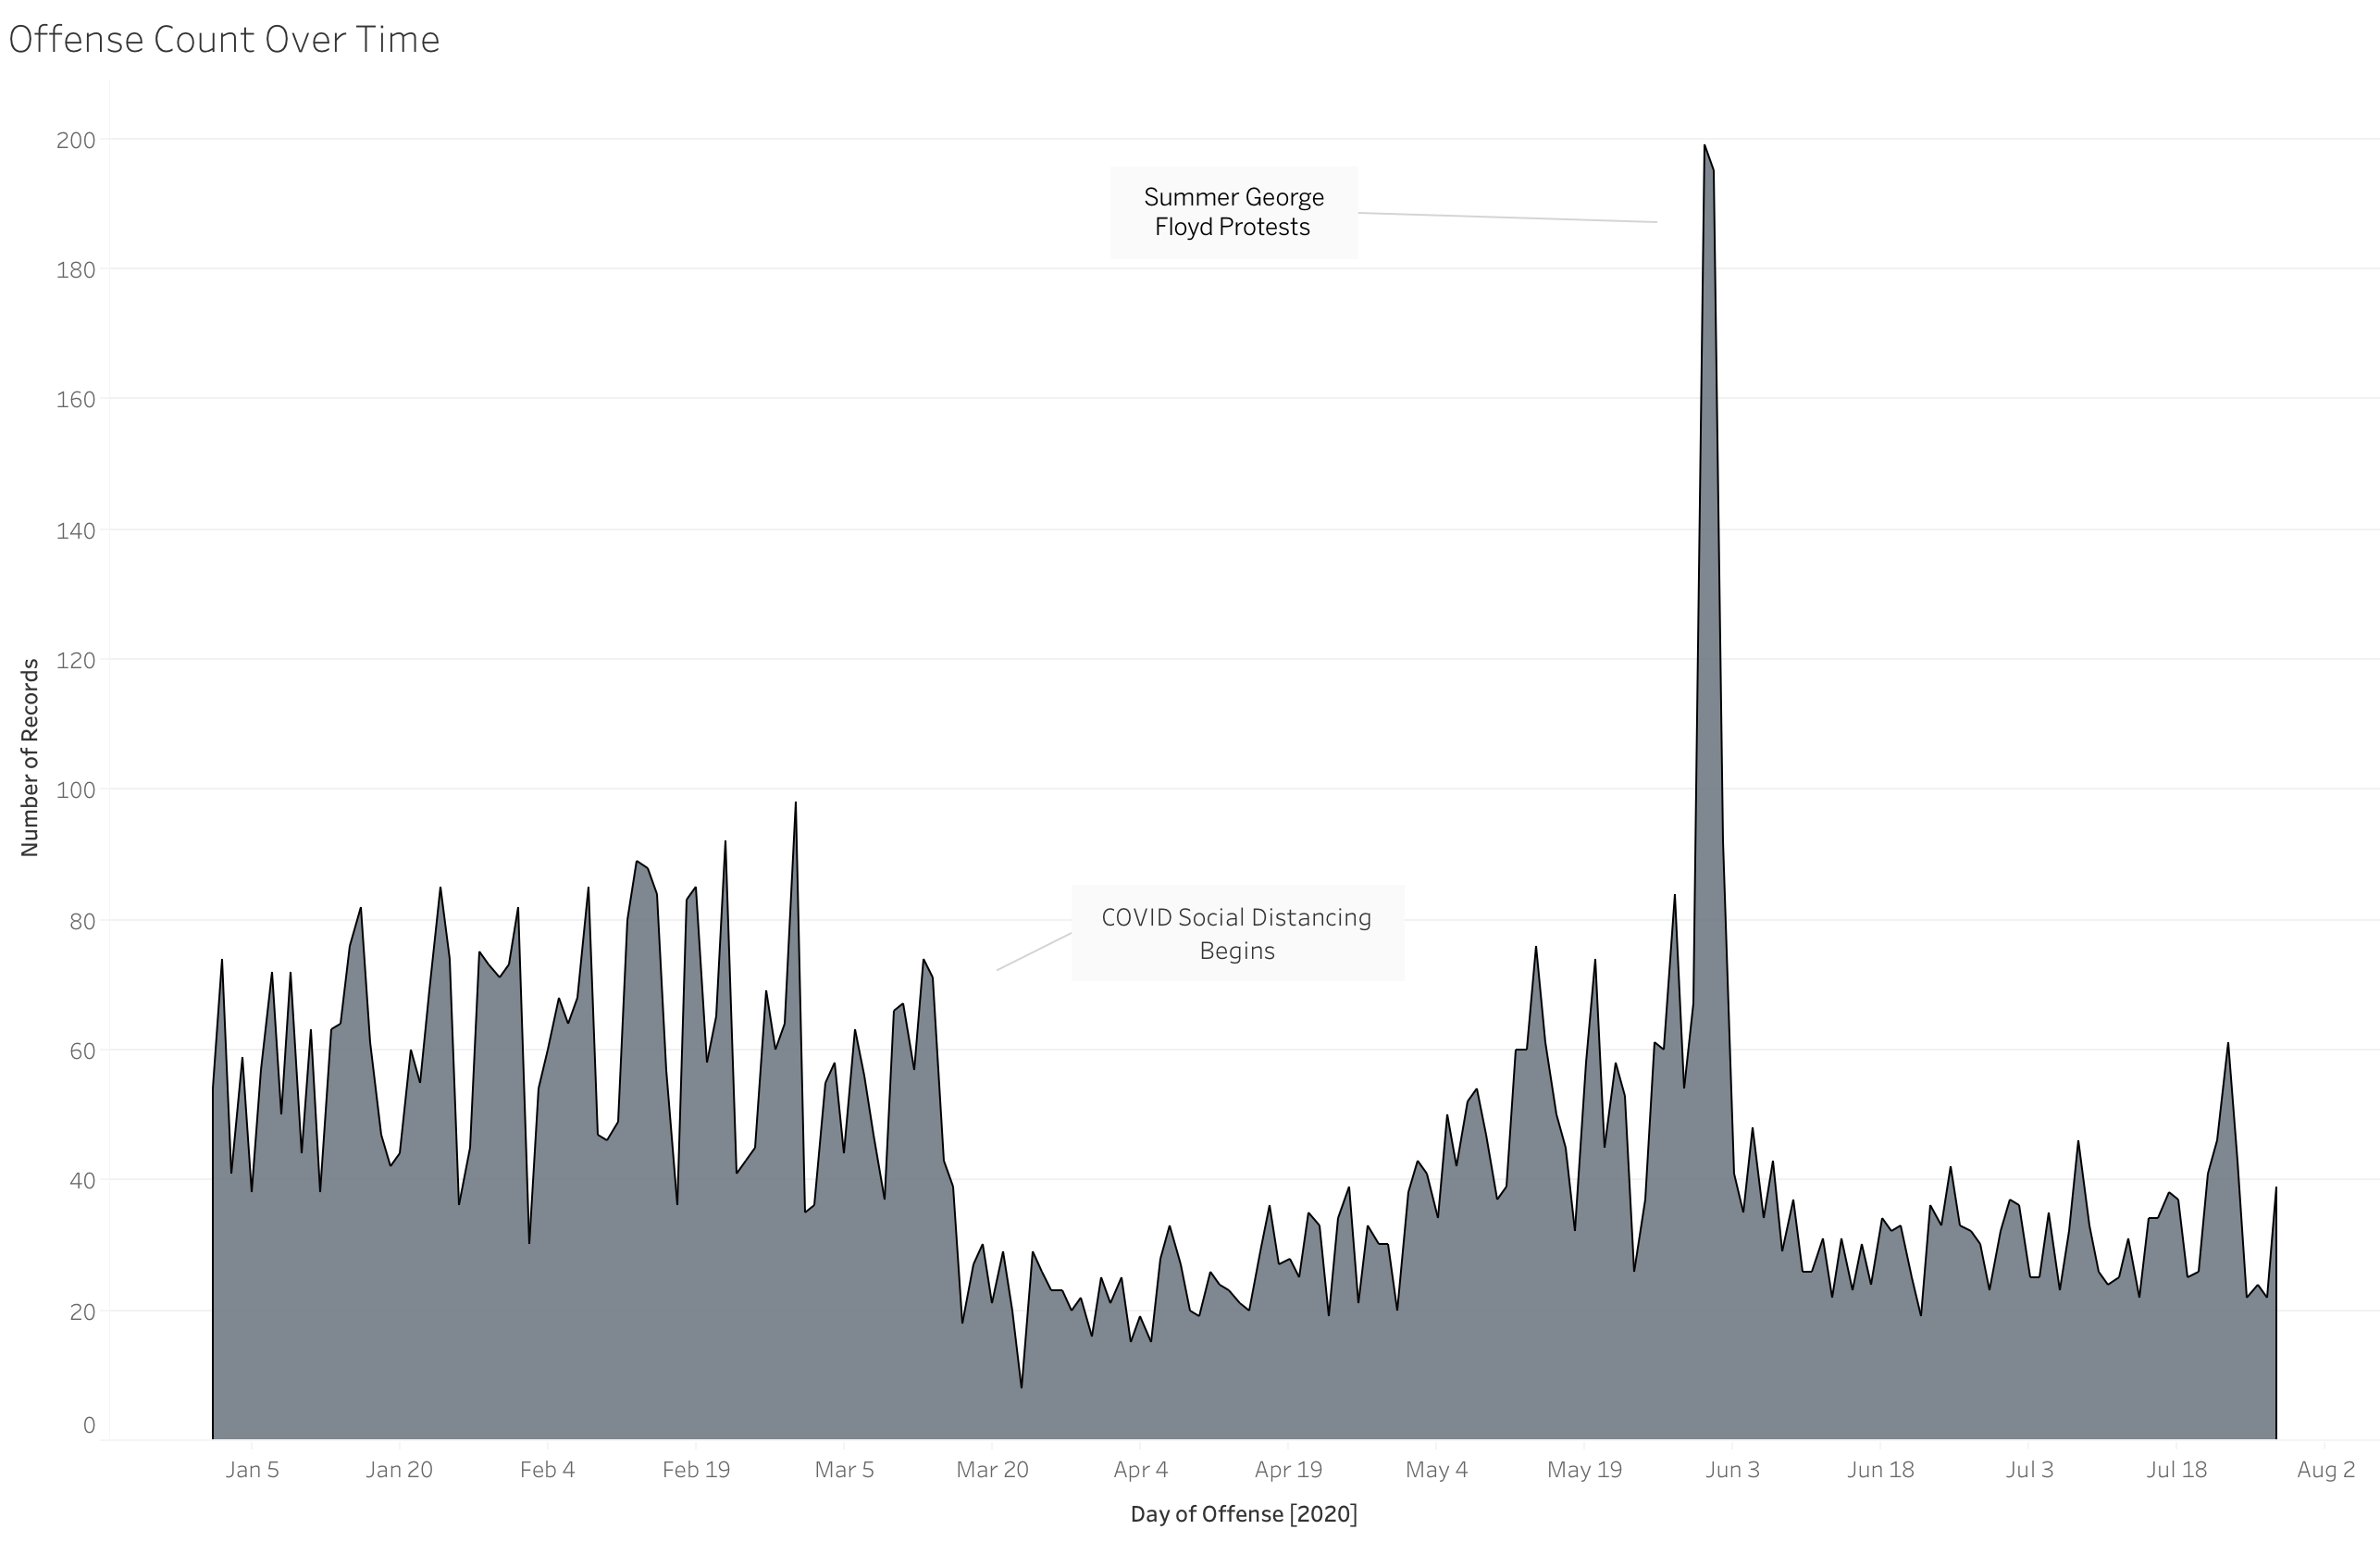 Offense Count Over Time
200
180
160
140
120
100
80
60
40
20
0
Number of Records
Summer George
Floyd Protests
COVID Social Distancing
Begins
Jan 5 Jan 20 Feb 4 Feb 19 Mar 5 Mar 20 Apr 4 Apr 19 May 4 May 19 Jun 3 Jun 18 Jul 3 Jul 18 Aug 2
Day of Offense [2020]